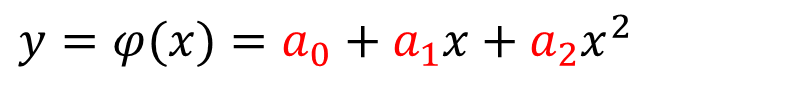 y = φ(x) = a₀ + a₁x + a₂x²